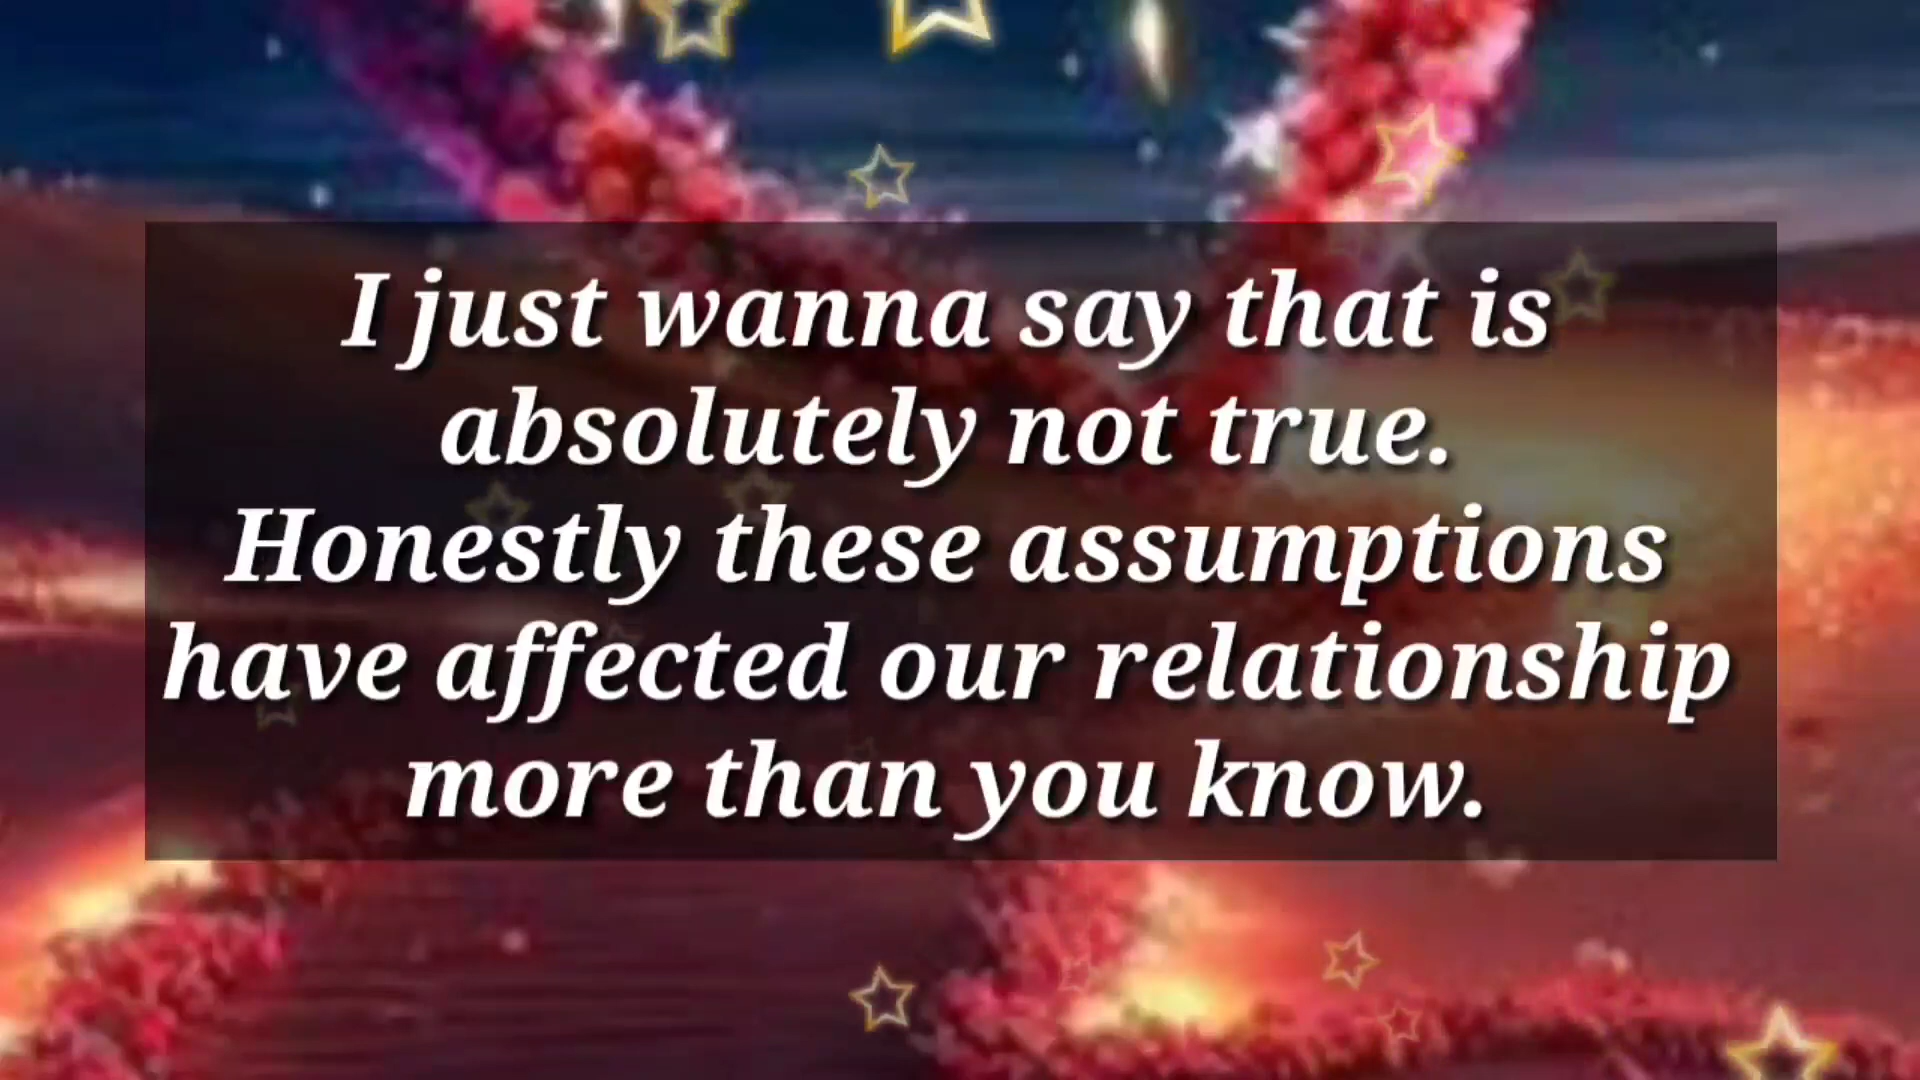 I just wanna say that is
absolutely not true.
Honestly these assumptions
have affected our relationship
more than you know.